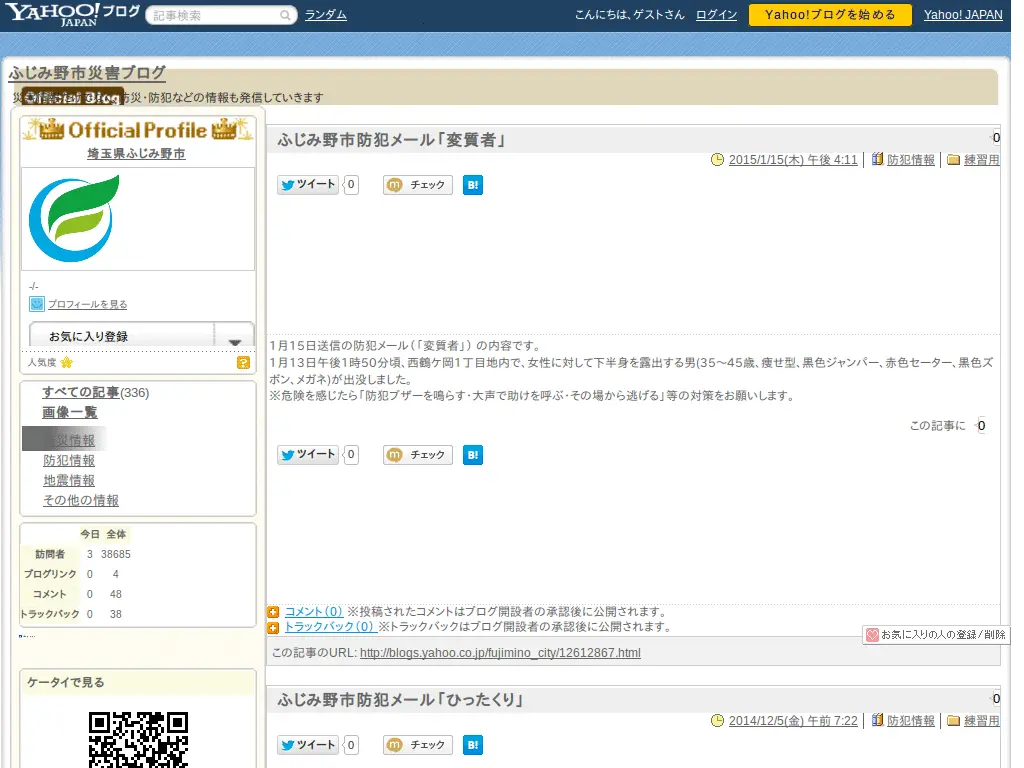 YAHOO! ブログ
JAPAN
記事検索
ランダム
こんにちは、ゲストさん ログイン
Yahoo!ブログを始める
Yahoo! JAPAN
ふじみ野市災害ブログ
防災・防犯などの情報も発信していきます
Official Profile
埼玉県ふじみ野市
-/-
プロフィールを見る
お気に入り登録
人気度
?
すべての記事(336)
画像一覧
防災情報
防犯情報
地震情報
その他の情報
今日 全体
訪問者 3 38685
ブログリンク 0 4
コメント 0 48
トラックバック 0 38
ケータイで見る
ふじみ野市防犯メール「変質者」
0
2015/1/15(木) 午後 4:11 防犯情報 練習用
ツイート 0 m チェック B!
1月15日送信の防犯メール(「変質者」) の内容です。
1月13日午後1時50分頃、西鶴ケ岡1丁目地内で、女性に対して下半身を露出する男(35～45歳、痩せ型、黒色ジャンパー、赤色セーター、黒色ズ
ボン、メガネ)が出没しました。
※危険を感じたら「防犯ブザーを鳴らす・大声で助けを呼ぶ・その場から逃げる」等の対策をお願いします。
この記事に 0
ツイート 0 m チェック B!
コメント(0) ※投稿されたコメントはブログ開設者の承認後に公開されます。
トラックバック(0) ※トラックバックはブログ開設者の承認後に公開されます。
お気に入りの人の登録/削除
この記事のURL: http://blogs.yahoo.co.jp/fujimino_city/12612867.html
ふじみ野市防犯メール「ひったくり」
0
2014/12/5(金) 午前 7:22 防犯情報 練習用
ツイート 0 m チェック B!